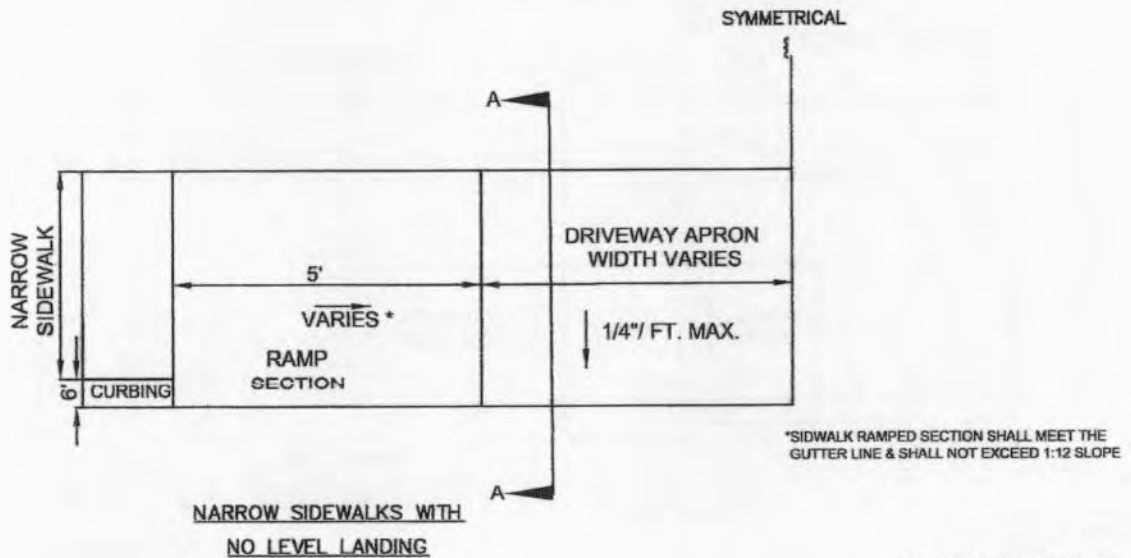 SYMMETRICAL
A
NARROW
SIDEWALK
DRIVEWAY APRON
WIDTH VARIES
5'
VARIES *
1/4"/ FT. MAX.
RAMP
SECTION
6'
CURBING
*SIDWALK RAMPED SECTION SHALL MEET THE
GUTTER LINE & SHALL NOT EXCEED 1:12 SLOPE
A
NARROW SIDEWALKS WITH
NO LEVEL LANDING